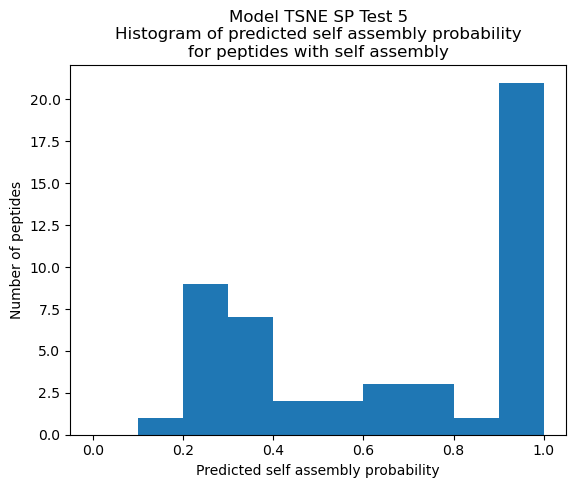 Model TSNE SP Test 5
Histogram of predicted self assembly probability
for peptides with self assembly
Number of peptides
20.0
17.5
15.0
12.5
10.0
7.5
5.0
2.5
0.0
0.0 0.2 0.4 0.6 0.8 1.0
Predicted self assembly probability